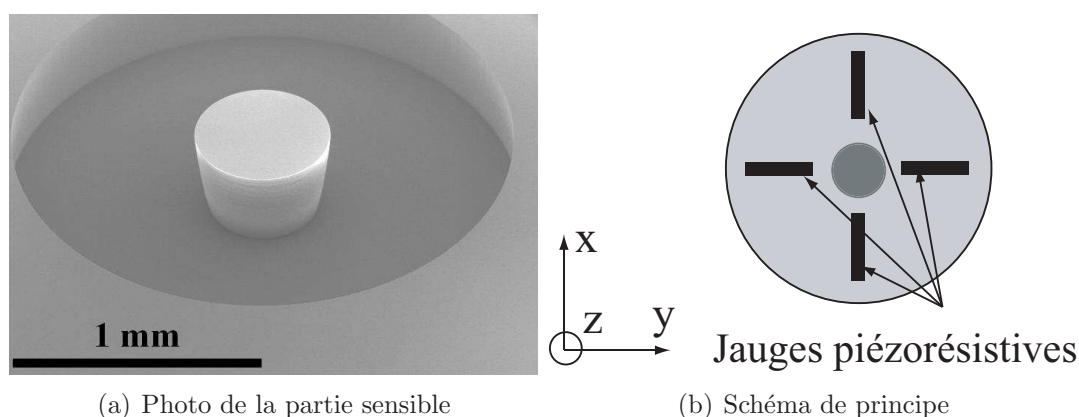 1 mm
x
z
y
Jauges piézorésistives
(a) Photo de la partie sensible
(b) Schéma de principe